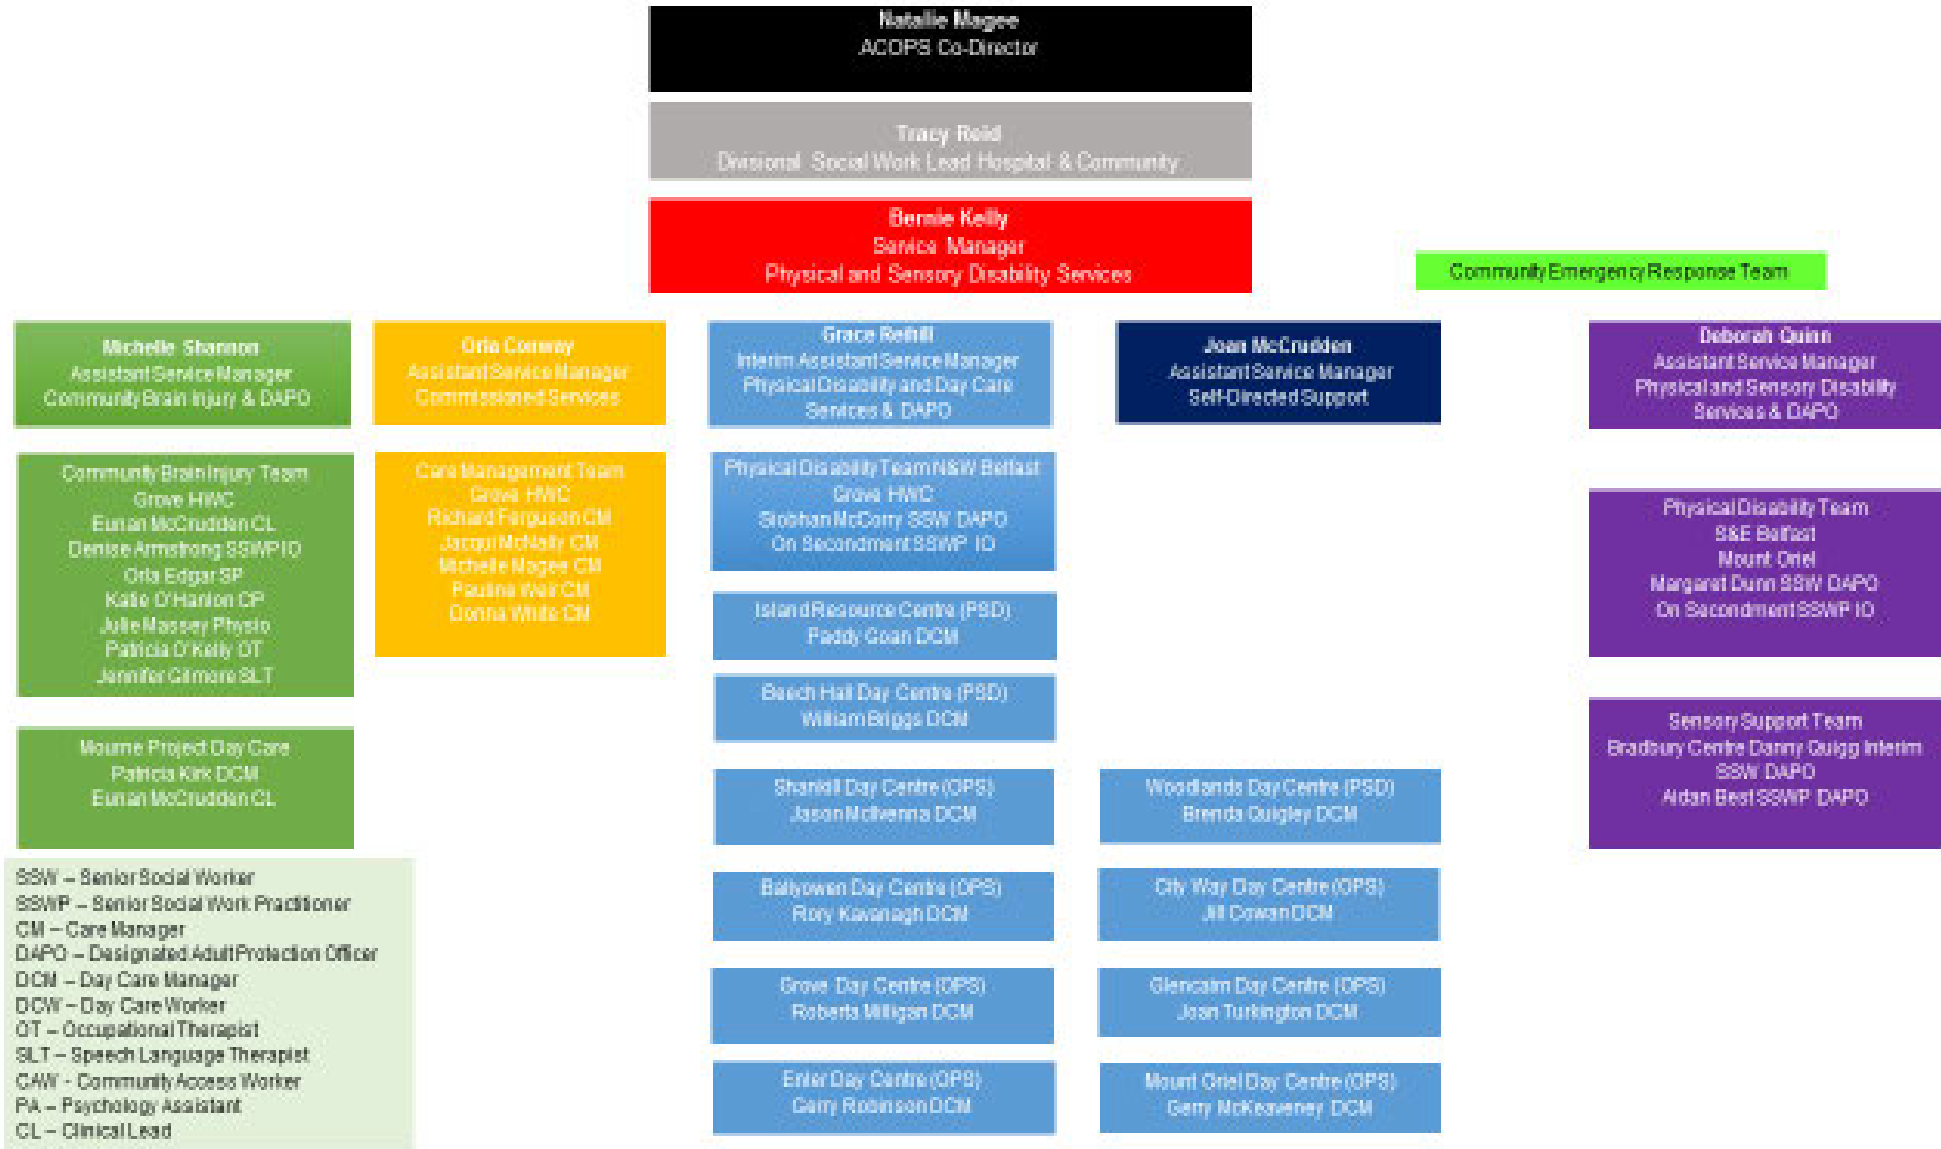 Natalie Magee
ACOPS Co-Director
Tracy Reid
Divisional Social Work Lead Hospital & Community
Bernie Kelly
Service Manager
Physical and Sensory Disability Services
Community Emergency Response Team
Michelle Shannon
Assistant Service Manager
Community Brain Injury & DAPO
Orla Conway
Assistant Service Manager
Commissioned Services
Grace Reihill
Interim Assistant Service Manager
Physical Disability and Day Care
Services & DAPO
Joan McCrudden
Assistant Service Manager
Self-Directed Support
Deborah Quinn
Assistant Service Manager
Physical and Sensory Disability
Services & DAPO
Community Brain Injury Team
Grove HWC
Eunan McCrudden CL
Denise Armstrong SSWP IO
Orla Edgar SP
Katie O'Hanlon CP
Julie Massey Physio
Patricia O'Kelly OT
Jennifer Gilmore SLT
Mourne Project Day Care
Patricia Kirk DCM
Eunan McCrudden CL
Care Management Team
Grove HWC
Richard Ferguson CM
Jacqui McNally CM
Michelle Magee CM
Pauline Weir CM
Donna White CM
Physical Disability Team N&W Belfast
Grove HWC
Siobhan McCorry SSW DAPO
On Secondment SSWP IO
Island Resource Centre (PSD)
Paddy Goan DCM
Beech Hall Day Centre (PSD)
William Briggs DCM
Shankill Day Centre (OPS)
Jason McIlvenna DCM
Ballyowen Day Centre (OPS)
Rory Kavanagh DCM
Grove Day Centre (OPS)
Roberta Milligan DCM
Enler Day Centre (OPS)
Gerry Robinson DCM
Woodlands Day Centre (PSD)
Brenda Quigley DCM
City Way Day Centre (OPS)
Jill Cowan DCM
Glencairn Day Centre (OPS)
Joan Turkington DCM
Mount Oriel Day Centre (OPS)
Gerry McKeaveney DCM
Physical Disability Team
S&E Belfast
Mount Oriel
Margaret Dunn SSW DAPO
On Secondment SSWP IO
Sensory Support Team
Bradbury Centre Danny Quigg Interim
SSW DAPO
Aidan Best SSWP DAPO
SSW – Senior Social Worker
SSWP – Senior Social Work Practitioner
CM – Care Manager
DAPO – Designated Adult Protection Officer
DCM – Day Care Manager
DCW – Day Care Worker
OT – Occupational Therapist
SLT – Speech Language Therapist
CAW - Community Access Worker
PA – Psychology Assistant
CL – Clinical Lead